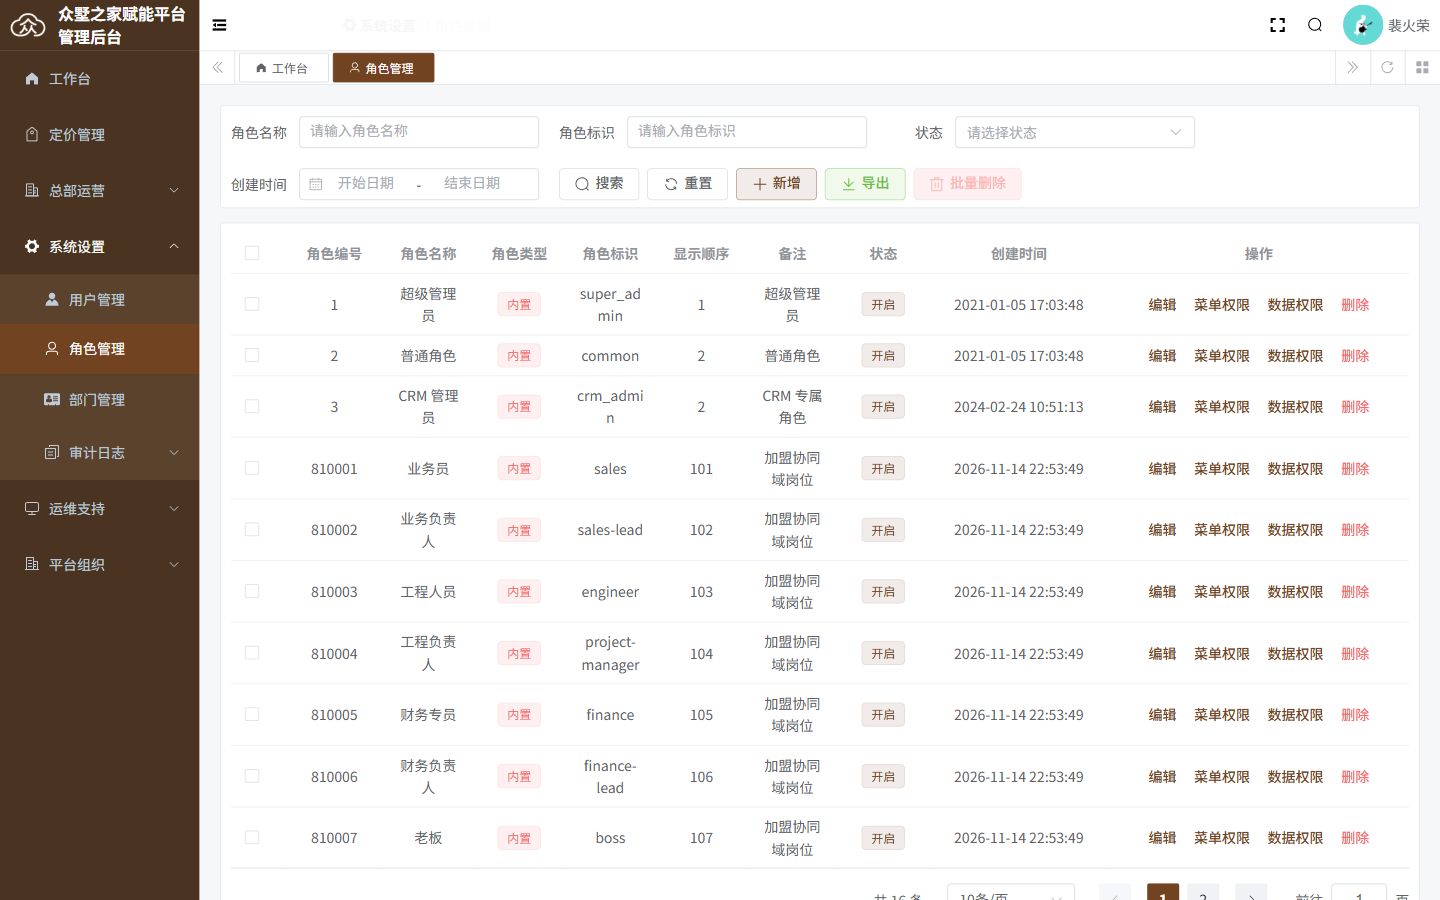 众墅之家赋能平台
管理后台
工作台
定价管理
总部运营
系统设置
用户管理
角色管理
部门管理
审计日志
运维支持
平台组织
系统设置
裴火荣
工作台
角色管理
角色名称 请输入角色名称 角色标识 请输入角色标识 状态 请选择状态
创建时间 开始日期 - 结束日期 搜索 重置 新增 导出 批量删除
角色编号 角色名称 角色类型 角色标识 显示顺序 备注 状态 创建时间 操作
1 超级管理员 内置 super_admin 1 超级管理员 开启 2021-01-05 17:03:48 编辑 菜单权限 数据权限 删除
2 普通角色 内置 common 2 普通角色 开启 2021-01-05 17:03:48 编辑 菜单权限 数据权限 删除
3 CRM 管理员 内置 crm_admin 2 CRM 专属角色 开启 2024-02-24 10:51:13 编辑 菜单权限 数据权限 删除
810001 业务员 内置 sales 101 加盟协同域岗位 开启 2026-11-14 22:53:49 编辑 菜单权限 数据权限 删除
810002 业务负责人 内置 sales-lead 102 加盟协同域岗位 开启 2026-11-14 22:53:49 编辑 菜单权限 数据权限 删除
810003 工程人员 内置 engineer 103 加盟协同域岗位 开启 2026-11-14 22:53:49 编辑 菜单权限 数据权限 删除
810004 工程负责人 内置 project-manager 104 加盟协同域岗位 开启 2026-11-14 22:53:49 编辑 菜单权限 数据权限 删除
810005 财务专员 内置 finance 105 加盟协同域岗位 开启 2026-11-14 22:53:49 编辑 菜单权限 数据权限 删除
810006 财务负责人 内置 finance-lead 106 加盟协同域岗位 开启 2026-11-14 22:53:49 编辑 菜单权限 数据权限 删除
810007 老板 内置 boss 107 加盟协同域岗位 开启 2026-11-14 22:53:49 编辑 菜单权限 数据权限 删除
共 16 条 10条/页 1 2 前往 1 页